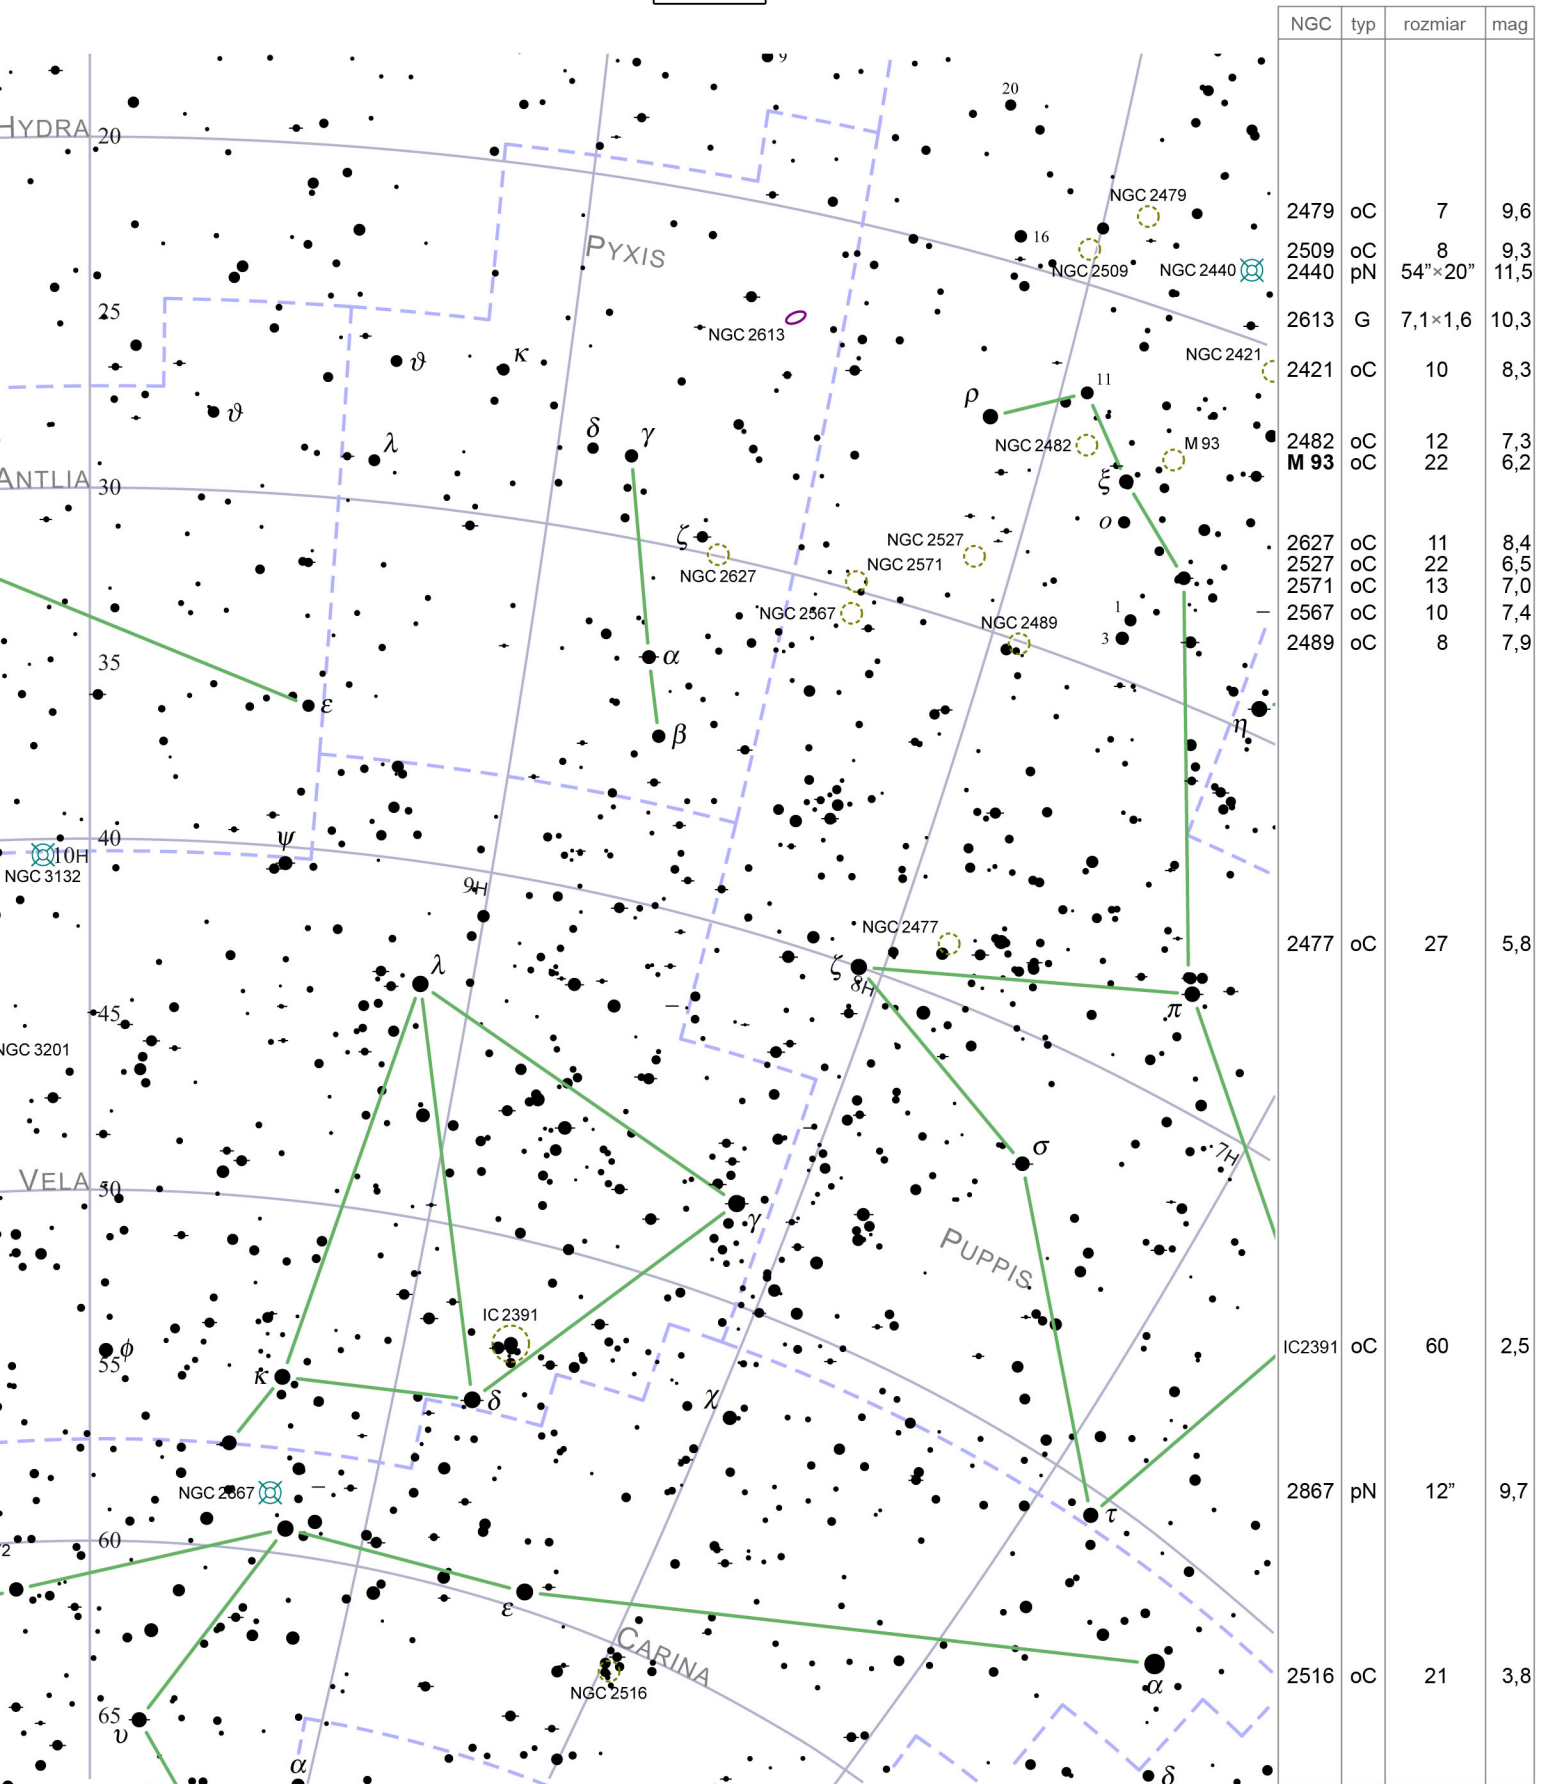 NGC typ rozmiar mag
9
20
HYDRA 20
NGC 2479
2479 oC 7 9,6
16
PYXIS
2509 oC 8 9,3
NGC 2509 NGC 2440
2440 pN 54”×20” 11,5
25
NGC 2613
2613 G 7,1×1,6 10,3
ϑ κ
NGC 2421
2421 oC 10 8,3
11
ρ
ϑ
δ γ
λ
NGC 2482 M 93
2482 oC 12 7,3
M 93 oC 22 6,2
ANTLIA 30
ξ
ο
ζ
NGC 2527
2627 oC 11 8,4
NGC 2627
NGC 2571
2527 oC 22 6,5
2571 oC 13 7,0
NGC 2567
1
2567 oC 10 7,4
NGC 2489
3
2489 oC 8 7,9
35
α
ε
η
β
40
ψ
10H
NGC 3132
9H
NGC 2477
2477 oC 27 5,8
λ
ζ
8H
π
45
NGC 3201
σ
7H
VELA 50
γ
PUPPIS
IC 2391
IC2391 oC 60 2,5
ϕ
55
κ
δ
χ
NGC 2867
2867 pN 12” 9,7
τ
60
2
ε
CARINA
α
NGC 2516
2516 oC 21 3,8
65
υ
α
δ